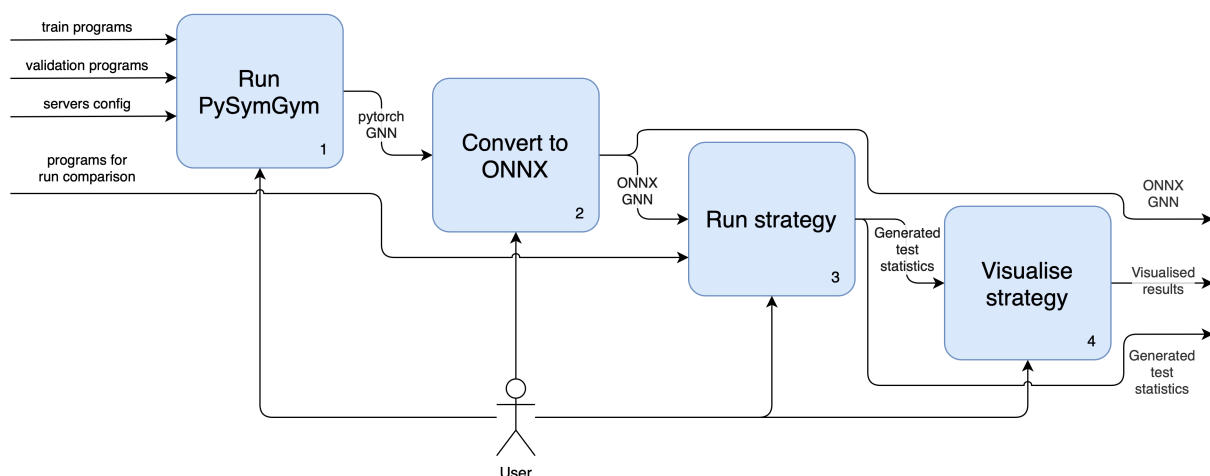 train programs
validation programs
servers config
programs for
run comparison
Run
PySymGym
1
pytorch
GNN
Convert to
ONNX
2
ONNX
GNN
Run strategy
3
Generated
test
statistics
Visualise
strategy
4
ONNX
GNN
Visualised
results
Generated
test
statistics
User